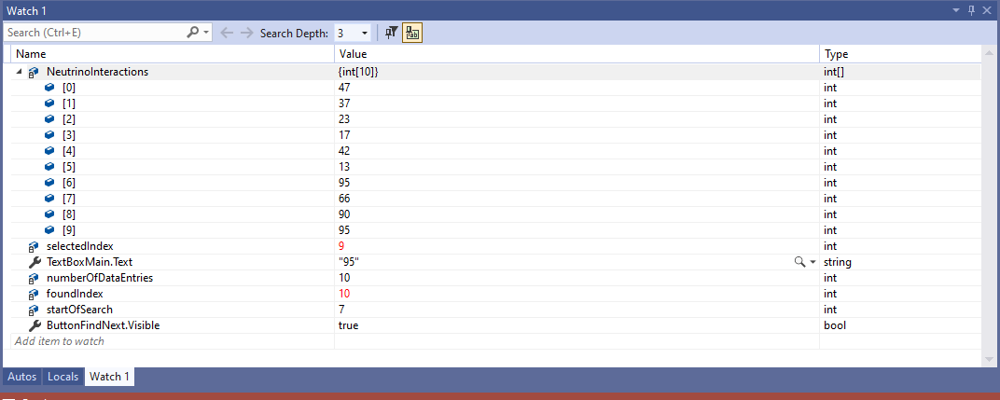 Watch 1
Search (Ctrl+E) Search Depth: 3
Name Value Type
NeutrinoInteractions {int[10]} int[]
[0] 47 int
[1] 37 int
[2] 23 int
[3] 17 int
[4] 42 int
[5] 13 int
[6] 95 int
[7] 66 int
[8] 90 int
[9] 95 int
selectedIndex 9 int
TextBoxMain.Text "95" string
numberOfDataEntries 10 int
foundIndex 10 int
startOfSearch 7 int
ButtonFindNext.Visible true bool
Add item to watch
Autos Locals Watch 1